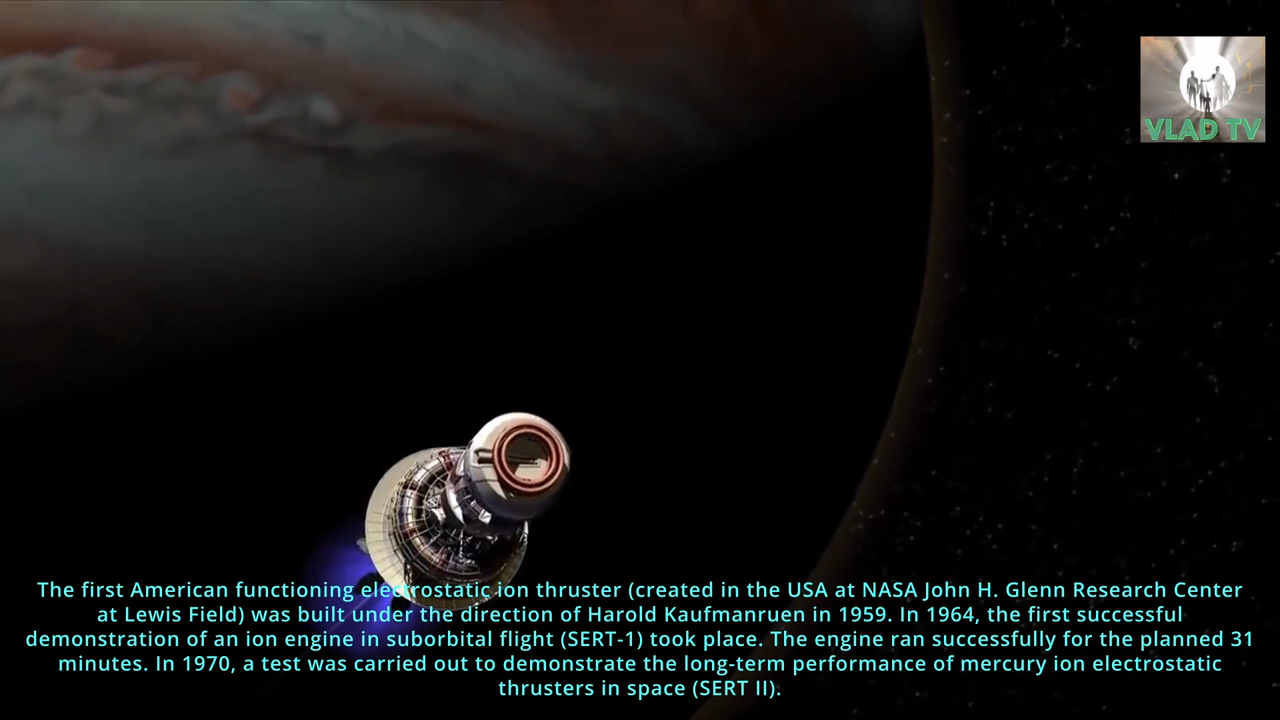 VLAD TV
The first American functioning electrostatic ion thruster (created in the USA at NASA John H. Glenn Research Center
at Lewis Field) was built under the direction of Harold Kaufmanruen in 1959. In 1964, the first successful
demonstration of an ion engine in suborbital flight (SERT-1) took place. The engine ran successfully for the planned 31
minutes. In 1970, a test was carried out to demonstrate the long-term performance of mercury ion electrostatic
thrusters in space (SERT II).